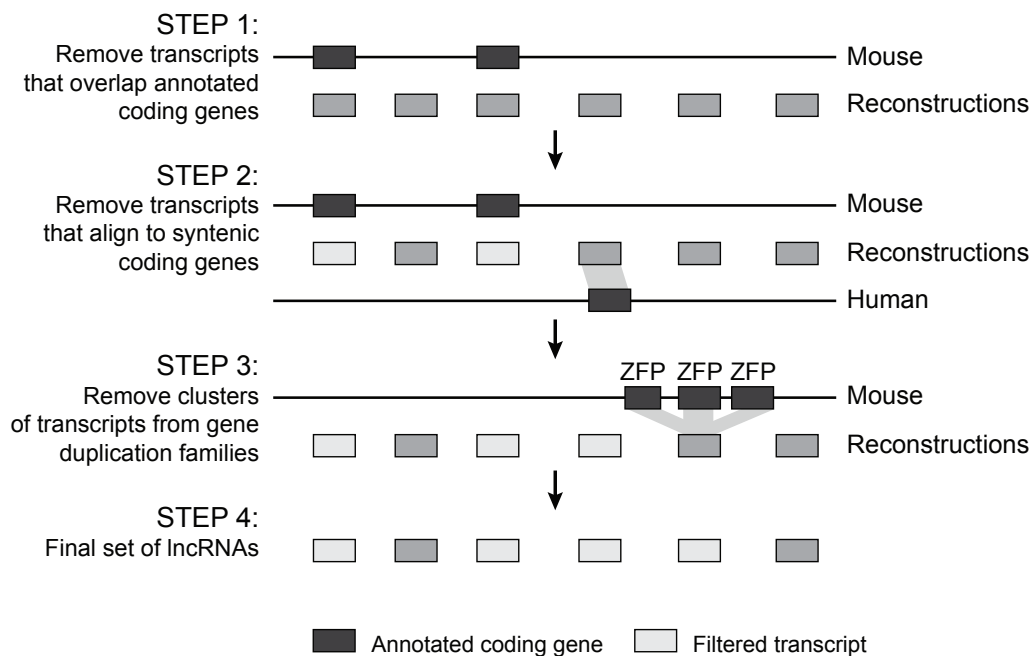 STEP 1:
Remove transcripts
that overlap annotated
coding genes
Mouse
Reconstructions
STEP 2:
Remove transcripts
that align to syntenic
coding genes
Mouse
Reconstructions
Human
STEP 3:
Remove clusters
of transcripts from gene
duplication families
ZFP ZFP ZFP
Mouse
Reconstructions
STEP 4:
Final set of lncRNAs
Annotated coding gene
Filtered transcript